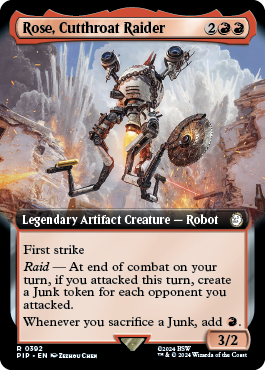 Rose, Cutthroat Raider 2
Legendary Artifact Creature — Robot
First strike
Raid — At end of combat on your
turn, if you attacked this turn, create
a Junk token for each opponent you
attacked.
Whenever you sacrifice a Junk, add .
3/2
R 0392
PIP • EN Zezhou Chen
©2024 BSW
™ & © 2024 Wizards of the Coast